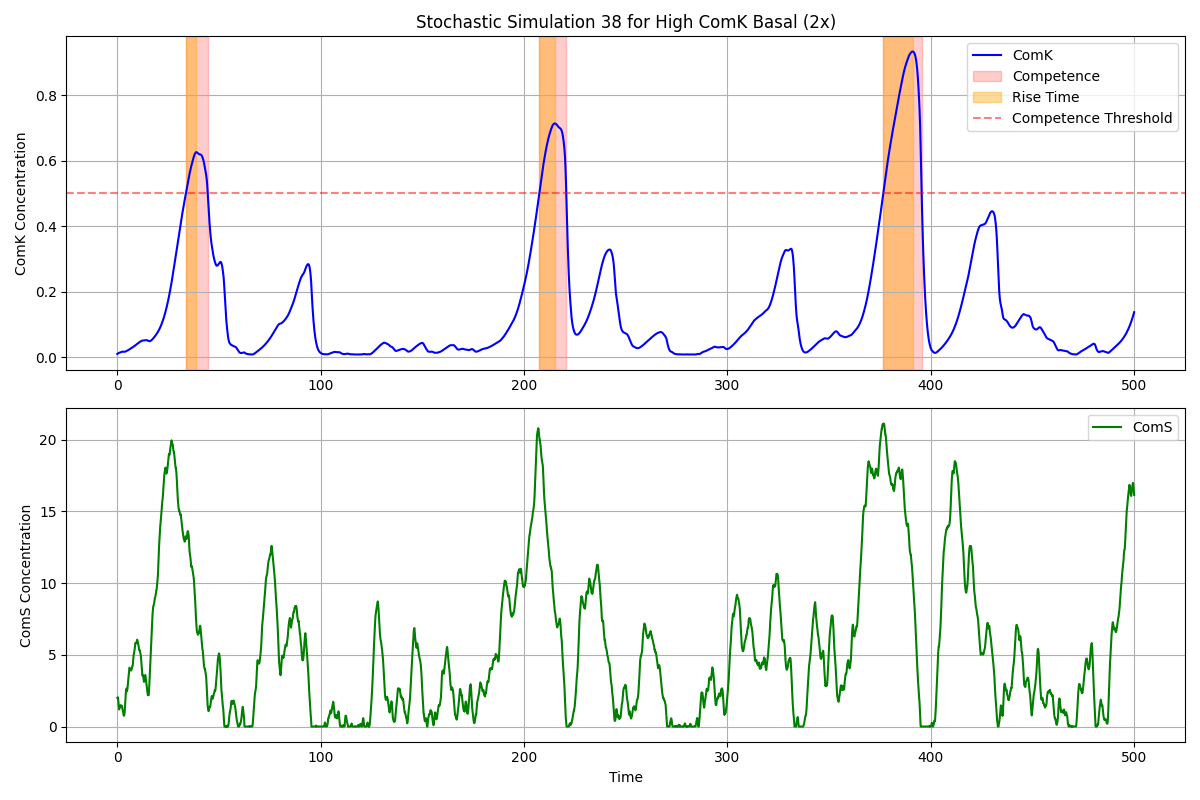 Stochastic Simulation 38 for High ComK Basal (2x)
ComK Concentration
0.8
0.6
0.4
0.2
0.0
ComK
Competence
Rise Time
Competence Threshold
0 100 200 300 400 500
ComS Concentration
20
15
10
5
0
ComS
0 100 200 300 400 500
Time